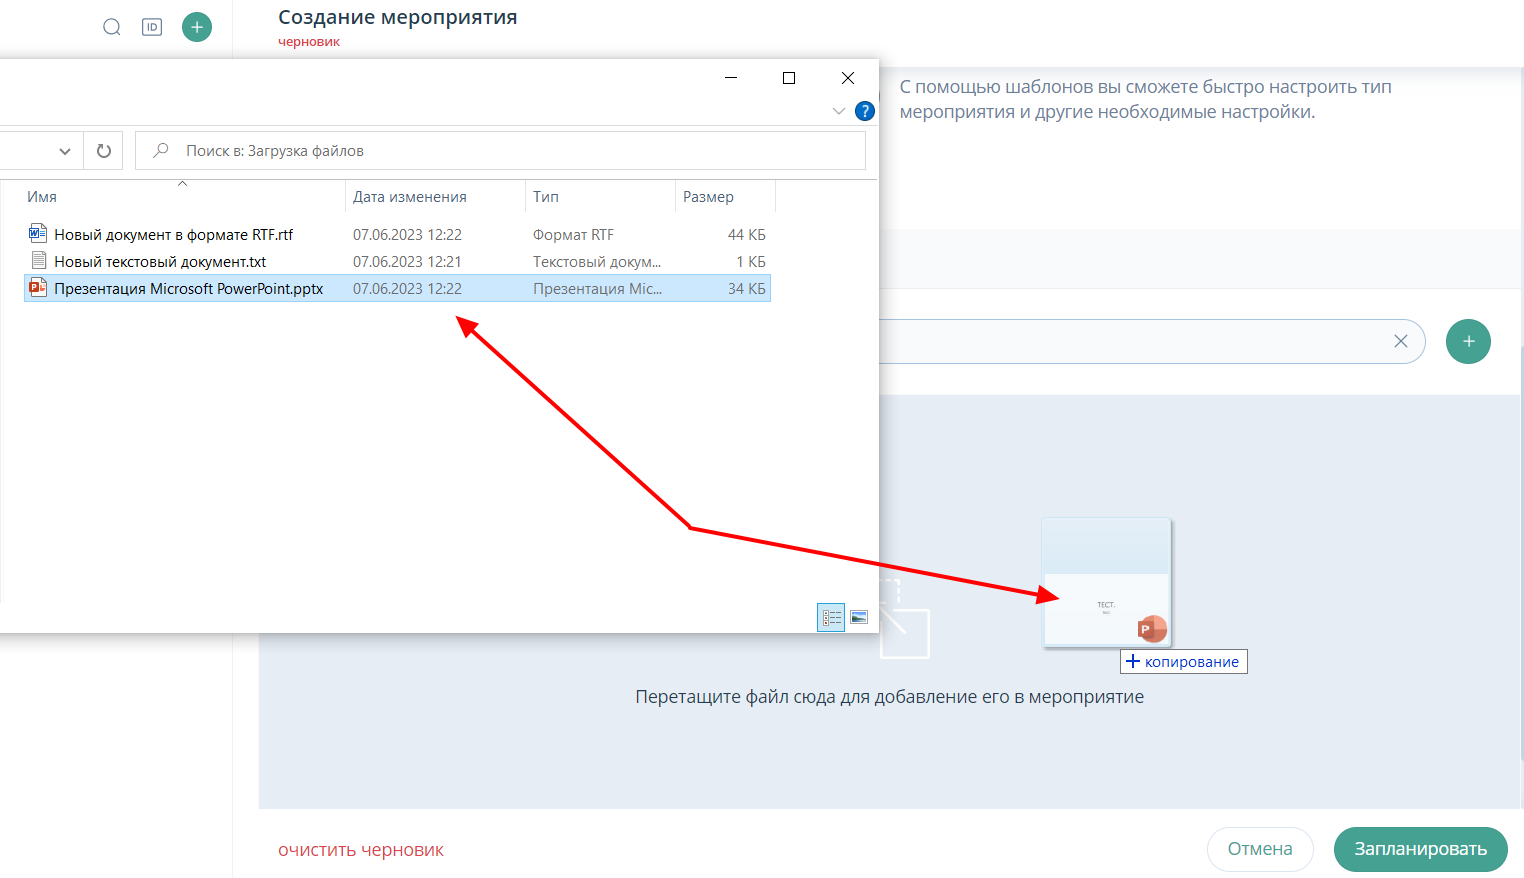 ID
Создание мероприятия
черновик
С помощью шаблонов вы сможете быстро настроить тип
мероприятия и другие необходимые настройки.
?
Поиск в: Загрузка файлов
Имя Дата изменения Тип Размер
Новый документ в формате RTF.rtf 07.06.2023 12:22 Формат RTF 44 КБ
Новый текстовый документ.txt 07.06.2023 12:21 Текстовый докум... 1 КБ
Презентация Microsoft PowerPoint.pptx 07.06.2023 12:22 Презентация Mic... 34 КБ
ТЕСТ.
P
+ копирование
Перетащите файл сюда для добавление его в мероприятие
очистить черновик
Отмена
Запланировать